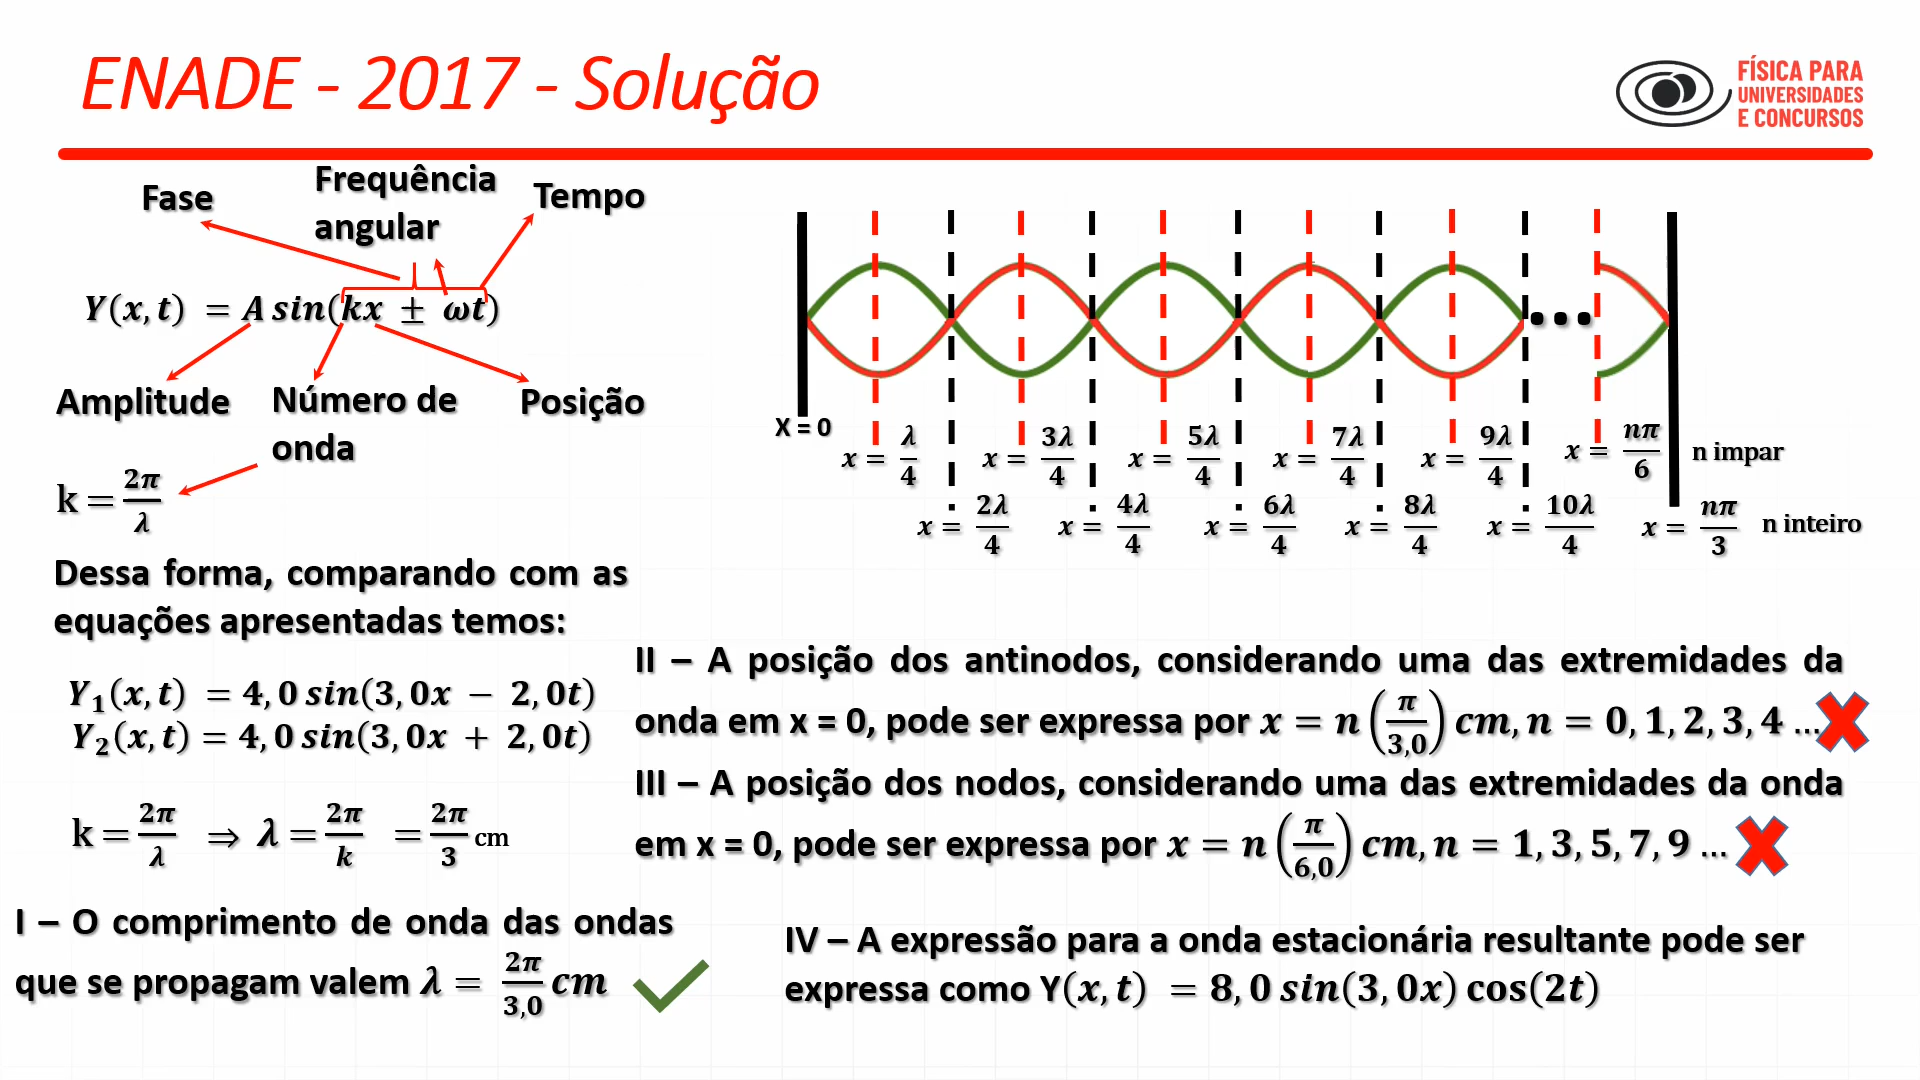 ENADE - 2017 - Solução
FÍSICA PARA
UNIVERSIDADES
E CONCURSOS
Fase
Frequência
angular
Tempo
Y(x, t) = A sin(kx ± ωt)
Amplitude
Número de
onda
Posição
k = 2π/λ
Dessa forma, comparando com as
equações apresentadas temos:
Y₁(x, t) = 4, 0 sin(3, 0x − 2, 0t)
Y₂(x, t) = 4, 0 sin(3, 0x + 2, 0t)
k = 2π/λ ⇒ λ = 2π/k = 2π/3 cm
I – O comprimento de onda das ondas
que se propagam valem λ = 2π/3,0 cm
X = 0
x = λ/4
x = 3λ/4
x = 5λ/4
x = 7λ/4
x = 9λ/4
x = nπ/6
n impar
x = 2λ/4
x = 4λ/4
x = 6λ/4
x = 8λ/4
x = 10λ/4
x = nπ/3
n inteiro
II – A posição dos antinodos, considerando uma das extremidades da
onda em x = 0, pode ser expressa por x = n(π/3,0) cm, n = 0, 1, 2, 3, 4 ...
III – A posição dos nodos, considerando uma das extremidades da onda
em x = 0, pode ser expressa por x = n(π/6,0) cm, n = 1, 3, 5, 7, 9 ...
IV – A expressão para a onda estacionária resultante pode ser
expressa como Y(x, t) = 8, 0 sin(3, 0x) cos(2t)